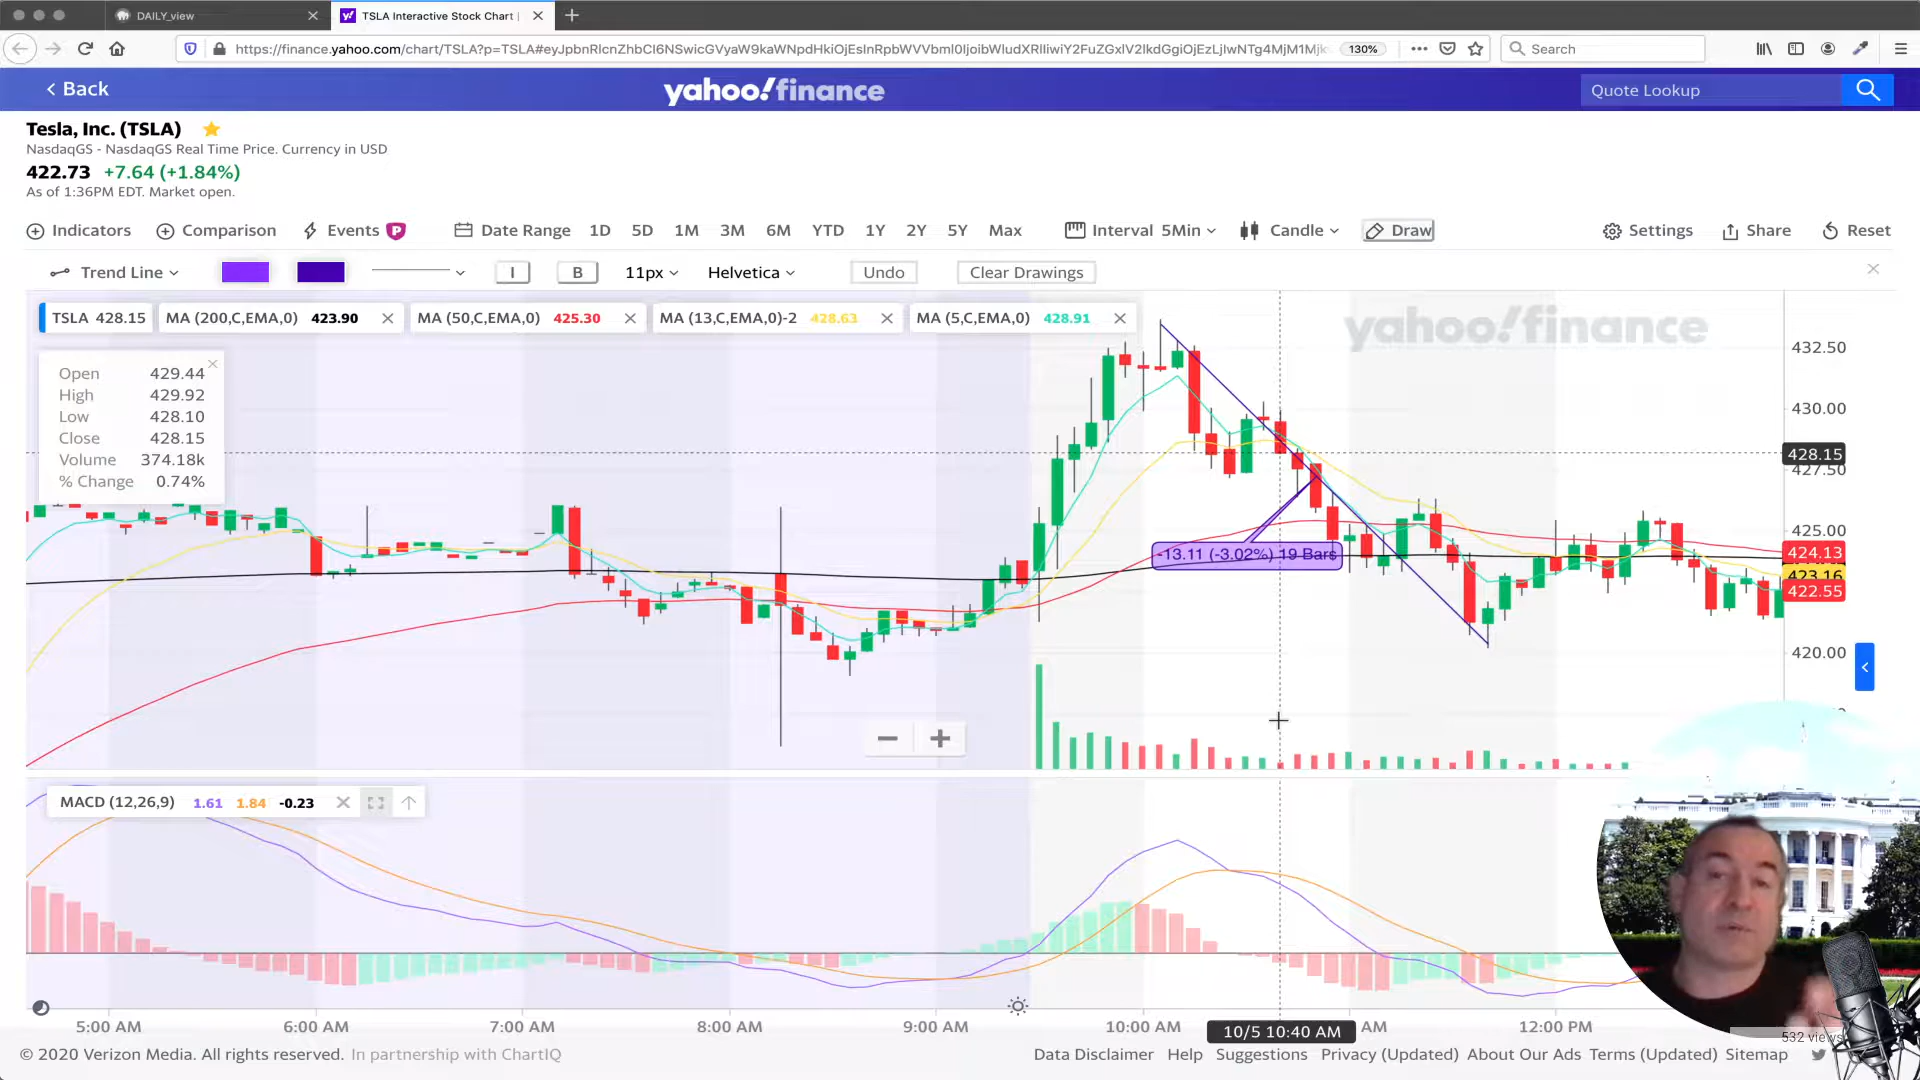 DAILY_view
TSLA Interactive Stock Chart |
130%
Search
< Back
yahoo!finance
Quote Lookup
Tesla, Inc. (TSLA)
NasdaqGS - NasdaqGS Real Time Price. Currency in USD
422.73 +7.64 (+1.84%)
As of 1:36PM EDT. Market open.
Indicators Comparison Events P Date Range 1D 5D 1M 3M 6M YTD 1Y 2Y 5Y Max Interval 5Min Candle Draw Settings Share Reset
Trend Line I B 11px Helvetica Undo Clear Drawings
TSLA 428.15 MA (200,C,EMA,0) 423.90 MA (50,C,EMA,0) 425.30 MA (13,C,EMA,0)-2 428.63 MA (5,C,EMA,0) 428.91
yahoo!finance
Open 429.44
High 429.92
Low 428.10
Close 428.15
Volume 374.18k
% Change 0.74%
432.50
430.00
428.15
427.50
425.00
424.13
423.16
422.55
420.00
-13.11 (-3.02%) 19 Bars
MACD (12,26,9) 1.61 1.84 -0.23
5:00 AM 6:00 AM 7:00 AM 8:00 AM 9:00 AM 10:00 AM 10/5 10:40 AM AM 12:00 PM
532 views
© 2020 Verizon Media. All rights reserved. In partnership with ChartIQ
Data Disclaimer Help Suggestions Privacy (Updated) About Our Ads Terms (Updated) Sitemap